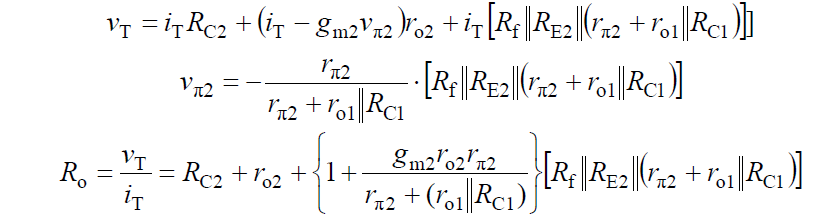 v_T = i_T R_C2 + (i_T − g_m2 v_π2) r_o2 + i_T [R_f‖R_E2‖(r_π2 + r_o1‖R_C1)]]
v_π2 = − r_π2 / (r_π2 + r_o1‖R_C1) · [R_f‖R_E2‖(r_π2 + r_o1‖R_C1)]
R_o = v_T / i_T = R_C2 + r_o2 + {1 + g_m2 r_o2 r_π2 / (r_π2 + (r_o1‖R_C1))} [R_f‖R_E2‖(r_π2 + r_o1‖R_C1)]